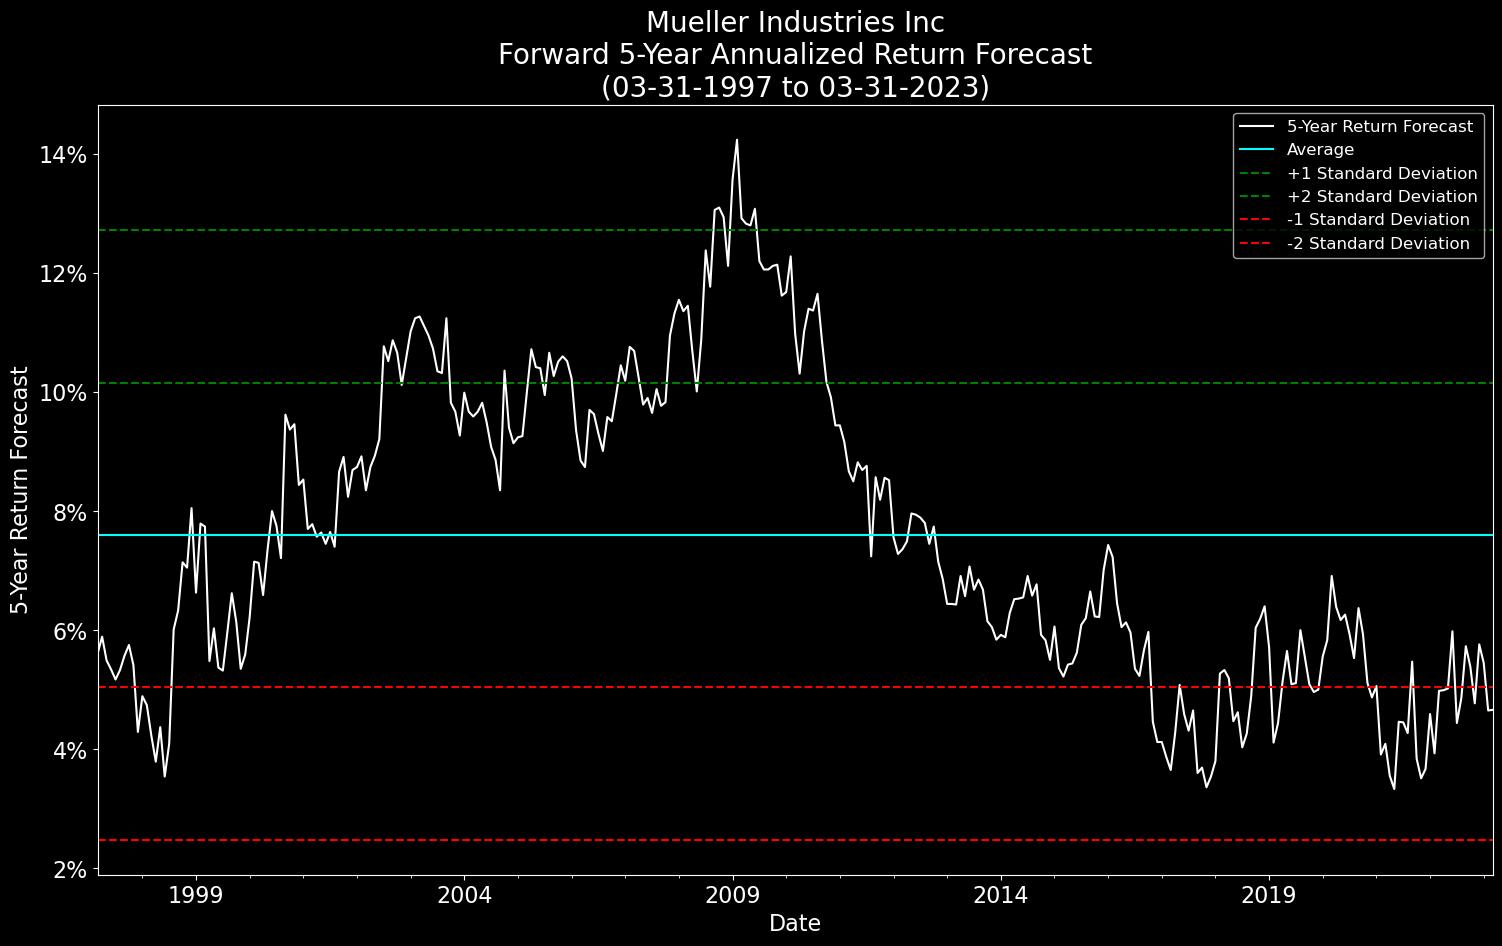 Mueller Industries Inc
Forward 5-Year Annualized Return Forecast
(03-31-1997 to 03-31-2023)
5-Year Return Forecast
Average
+1 Standard Deviation
+2 Standard Deviation
-1 Standard Deviation
-2 Standard Deviation
14%
12%
10%
8%
6%
4%
2%
5-Year Return Forecast
1999
2004
2009
2014
2019
Date